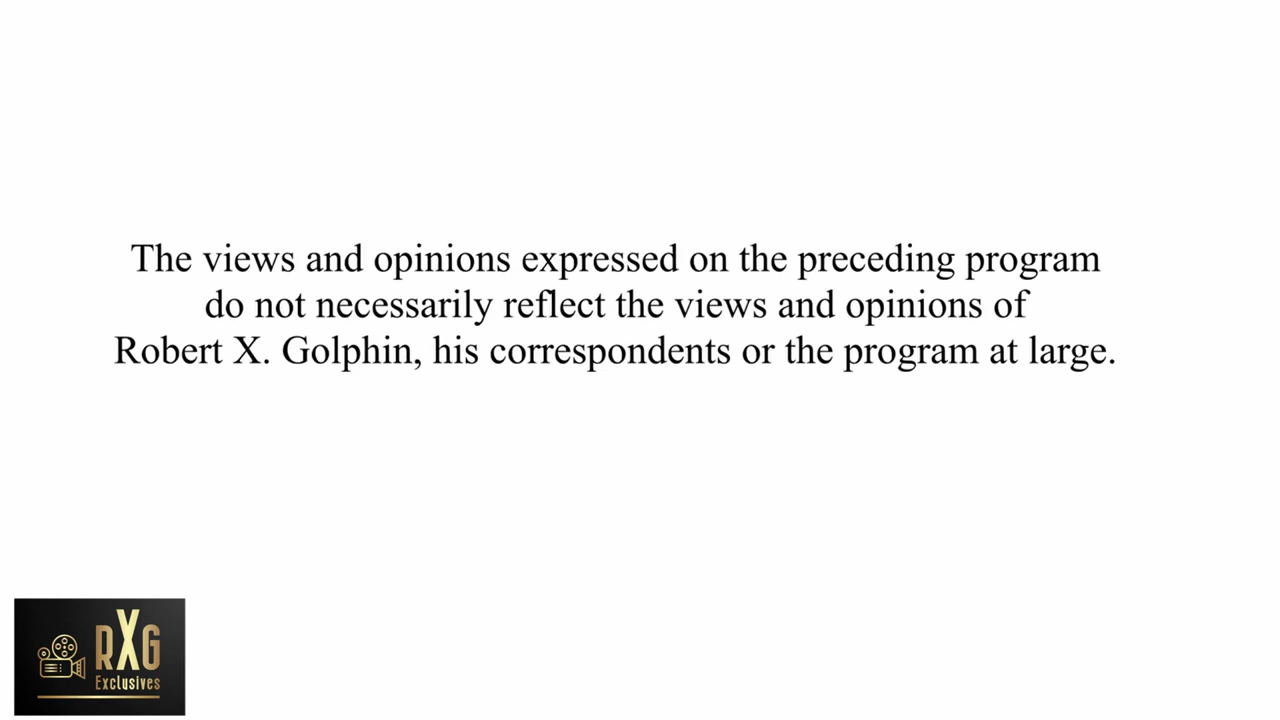 The views and opinions expressed on the preceding program
do not necessarily reflect the views and opinions of
Robert X. Golphin, his correspondents or the program at large.
RXG
Exclusives